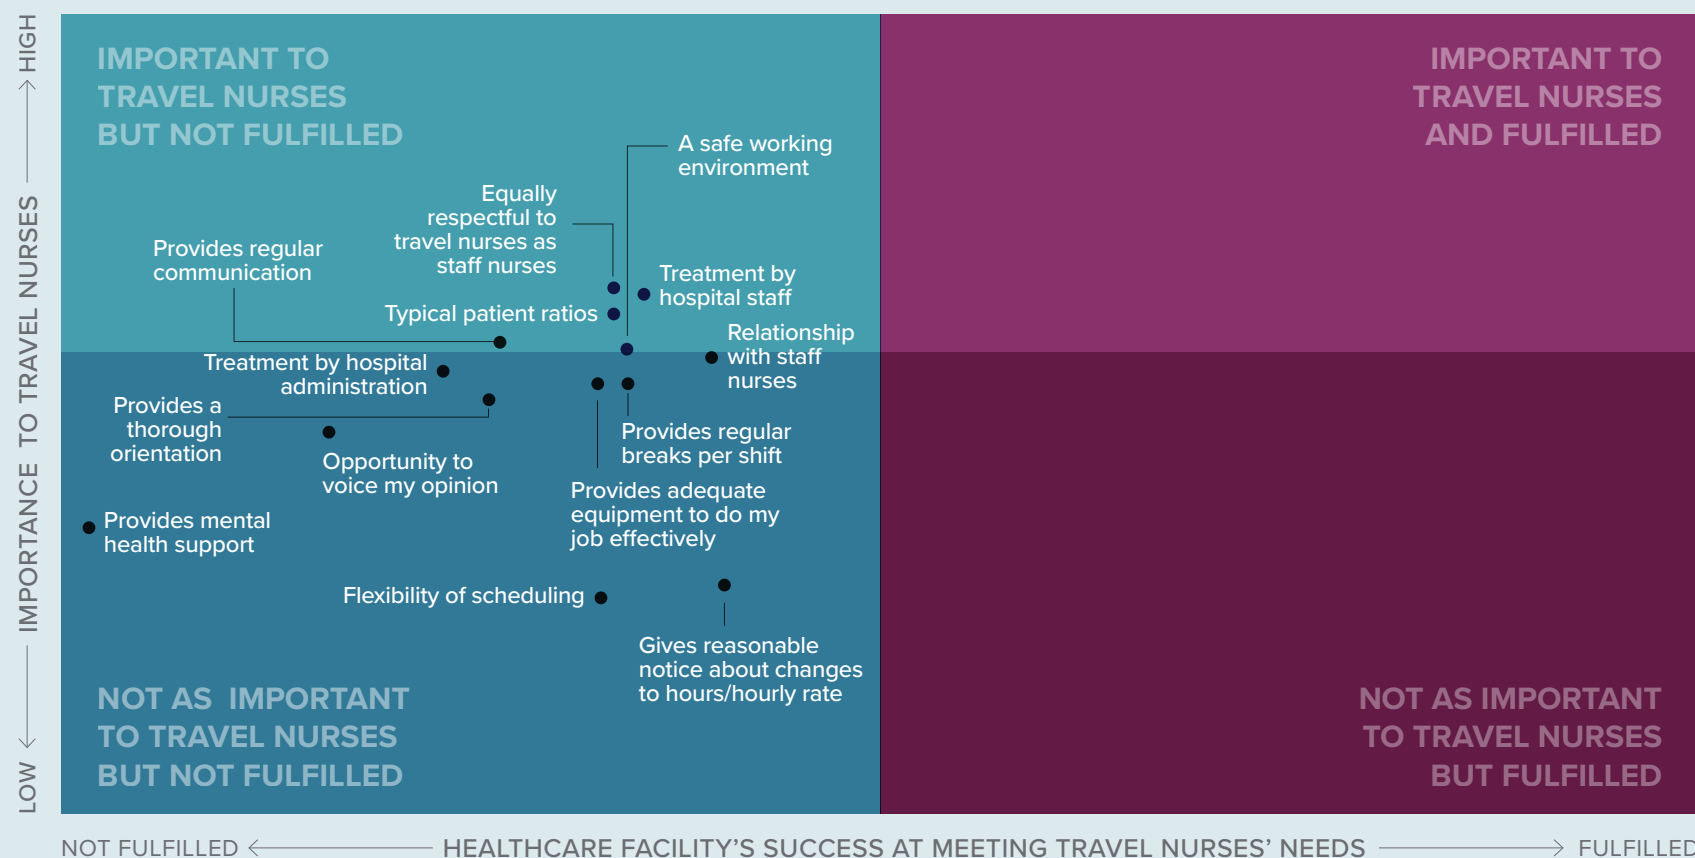 HIGH
IMPORTANCE TO TRAVEL NURSES
LOW
IMPORTANT TO
TRAVEL NURSES
BUT NOT FULFILLED
IMPORTANT TO
TRAVEL NURSES
AND FULFILLED
A safe working
environment
Equally
respectful to
travel nurses as
staff nurses
Provides regular
communication
Treatment by
hospital staff
Typical patient ratios
Relationship
with staff
nurses
Treatment by hospital
administration
Provides a
thorough
orientation
Provides regular
breaks per shift
Opportunity to
voice my opinion
Provides adequate
equipment to do my
job effectively
Provides mental
health support
Flexibility of scheduling
Gives reasonable
notice about changes
to hours/hourly rate
NOT AS IMPORTANT
TO TRAVEL NURSES
BUT NOT FULFILLED
NOT AS IMPORTANT
TO TRAVEL NURSES
BUT FULFILLED
NOT FULFILLED
HEALTHCARE FACILITY'S SUCCESS AT MEETING TRAVEL NURSES' NEEDS
FULFILLED